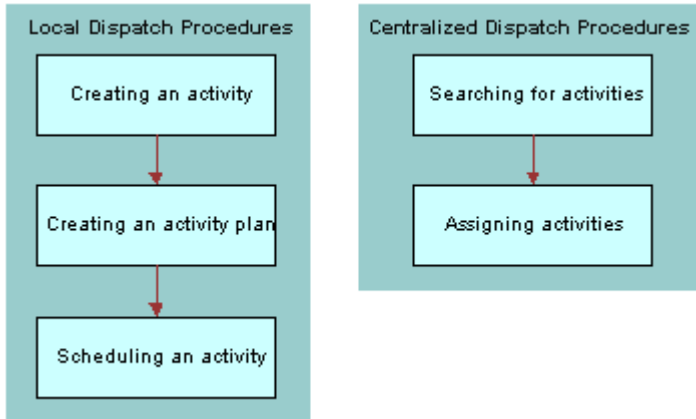 Local Dispatch Procedures
Creating an activity
Creating an activity plan
Scheduling an activity
Centralized Dispatch Procedures
Searching for activities
Assigning activities